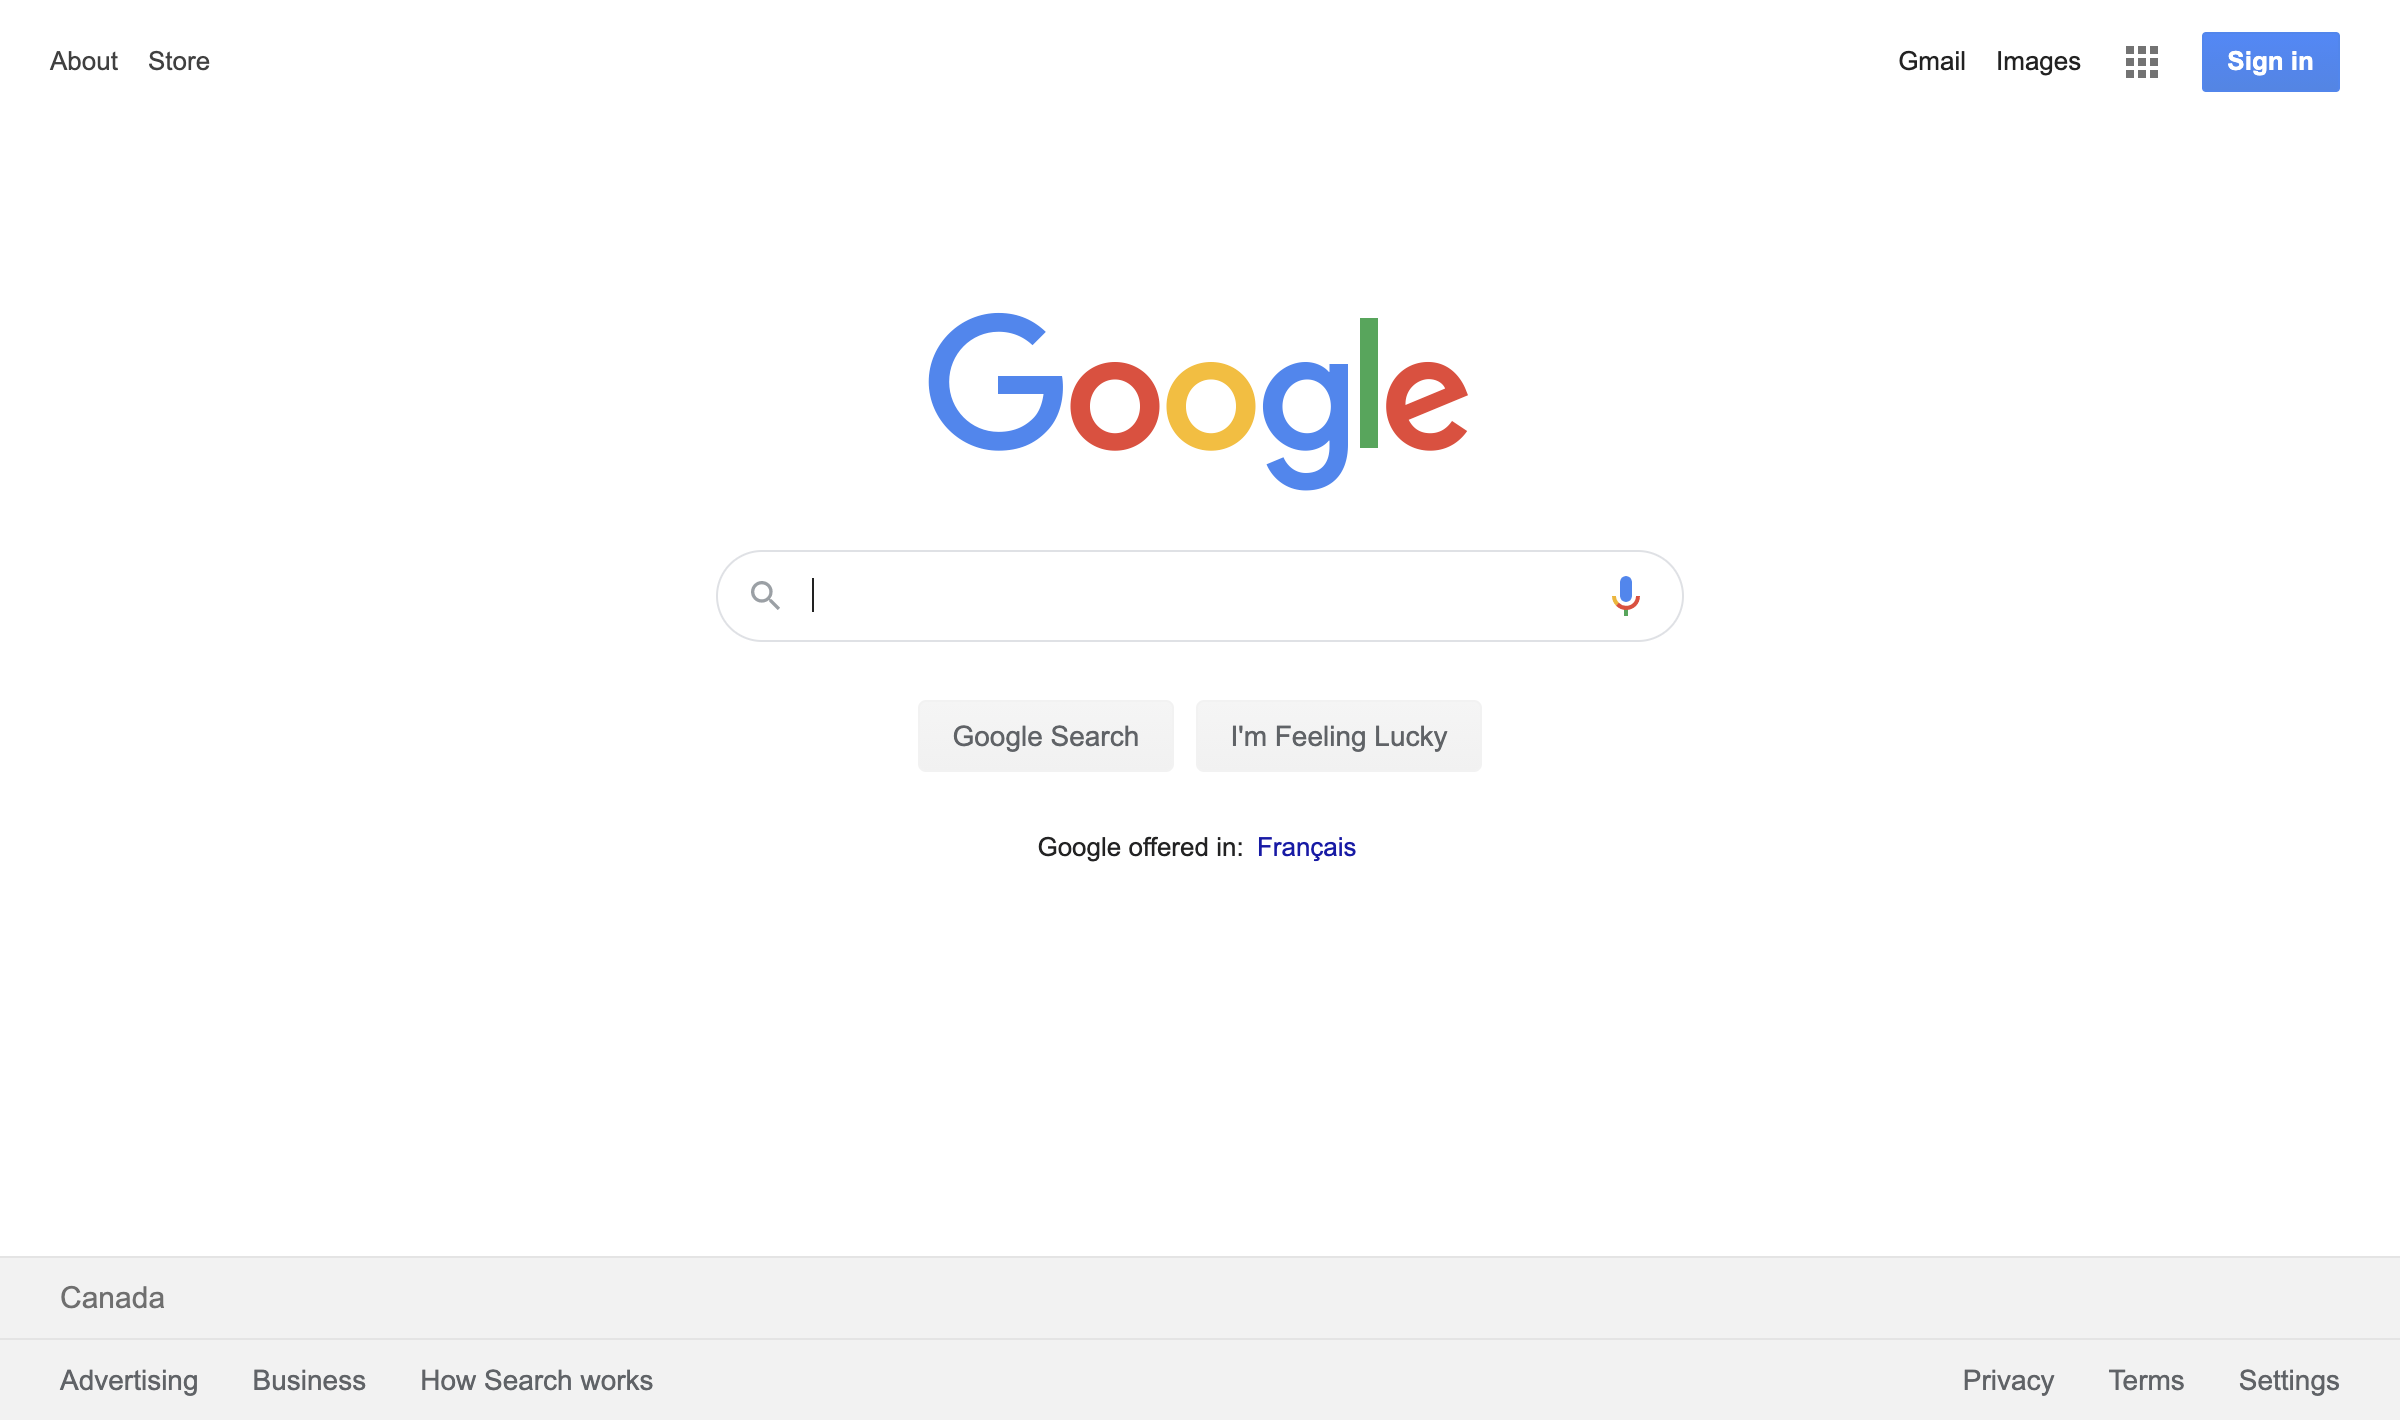 About Store
Gmail Images Sign in
Google
Google Search I'm Feeling Lucky
Google offered in: Français
Canada
Advertising Business How Search works
Privacy Terms Settings